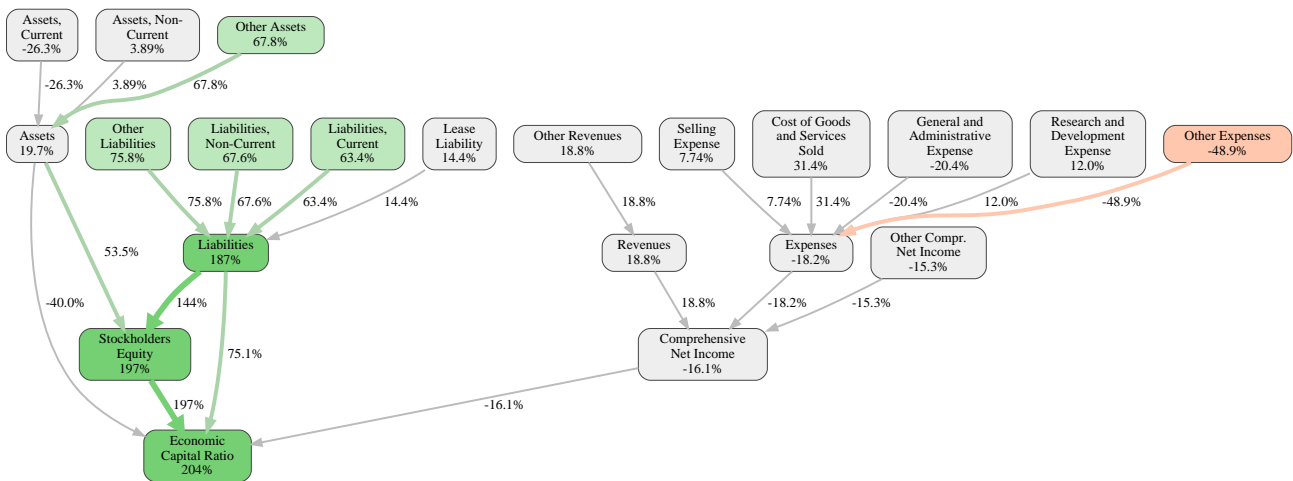 Assets,
Current
-26.3%
Assets, Non-
Current
3.89%
Other Assets
67.8%
-26.3%
3.89%
67.8%
Assets
19.7%
Other
Liabilities
75.8%
Liabilities,
Non-Current
67.6%
Liabilities,
Current
63.4%
Lease
Liability
14.4%
Other Revenues
18.8%
Selling
Expense
7.74%
Cost of Goods
and Services
Sold
31.4%
General and
Administrative
Expense
-20.4%
Research and
Development
Expense
12.0%
Other Expenses
-48.9%
75.8%
67.6%
63.4%
14.4%
18.8%
7.74%
31.4%
-20.4%
12.0%
-48.9%
53.5%
Liabilities
187%
Revenues
18.8%
Expenses
-18.2%
Other Compr.
Net Income
-15.3%
-40.0%
144%
18.8%
-18.2%
-15.3%
Stockholders
Equity
197%
75.1%
Comprehensive
Net Income
-16.1%
197%
-16.1%
Economic
Capital Ratio
204%